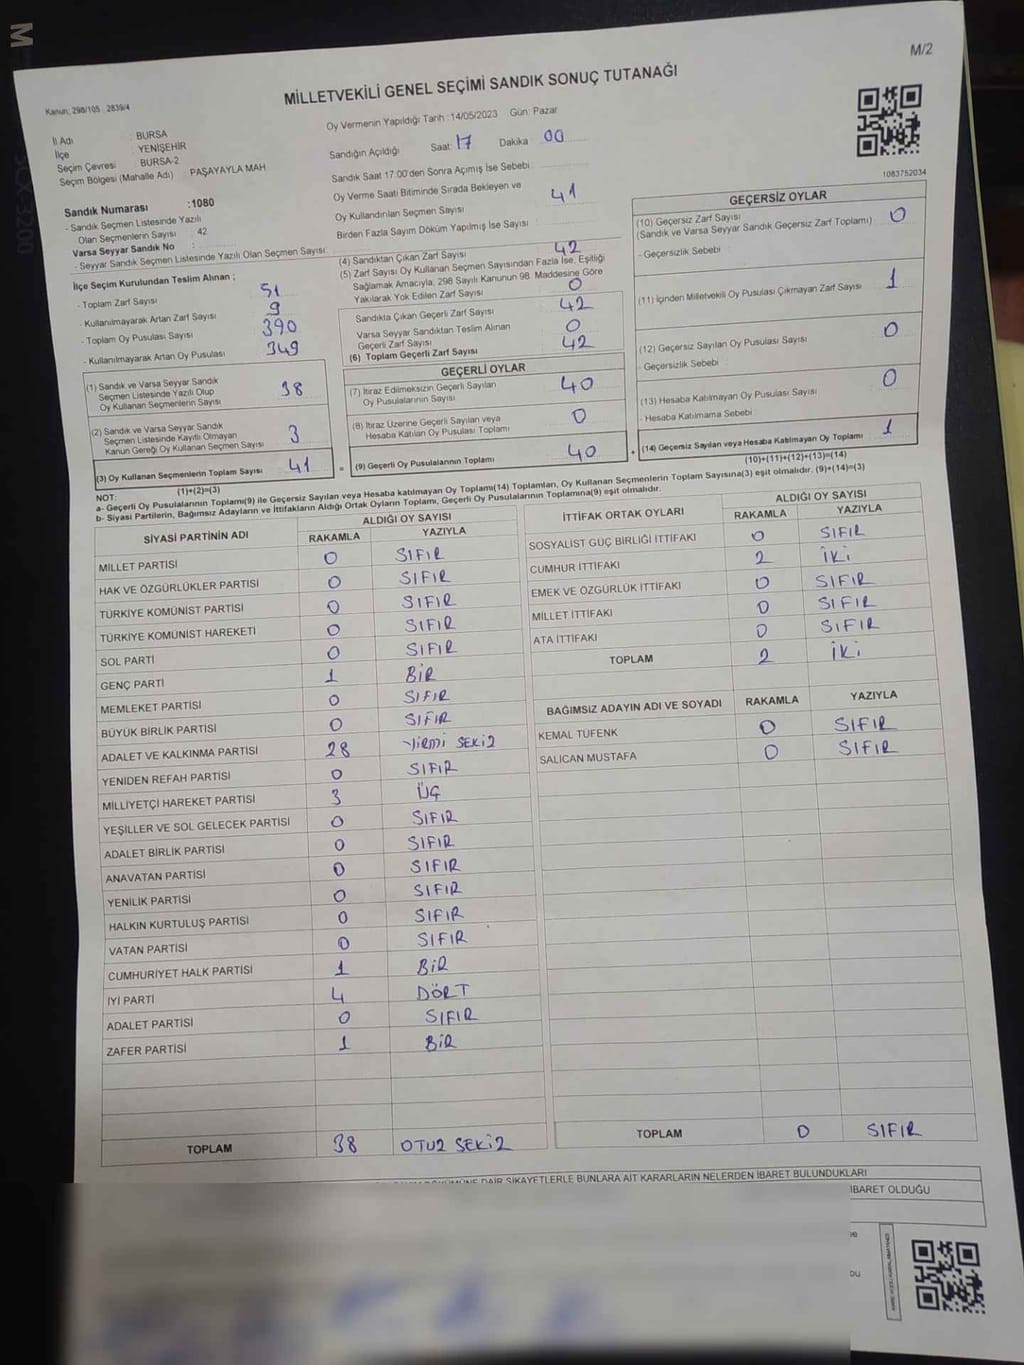 M
M/2
MİLLETVEKİLİ GENEL SEÇİMİ SANDIK SONUÇ TUTANAĞI
Kanun: 298/105 2839/4
İl Adı : BURSA
İlçe : YENİŞEHİR
Seçim Çevresi : BURSA-2
Seçim Bölgesi (Mahalle Adı) : PAŞAYAYLA MAH
Sandık Numarası :1080
- Sandık Seçmen Listesinde Yazılı
Olan Seçmenlerin Sayısı : 42
Varsa Seyyar Sandık No :
- Seyyar Sandık Seçmen Listesinde Yazılı Olan Seçmen Sayısı:
İlçe Seçim Kurulundan Teslim Alınan ;
- Toplam Zarf Sayısı 51
- Kullanılmayarak Artan Zarf Sayısı 9
- Toplam Oy Pusulası Sayısı 390
- Kullanılmayarak Artan Oy Pusulası 349
(1) Sandık ve Varsa Seyyar Sandık
Seçmen Listesinde Yazılı Olup
Oy Kullanan Seçmenlerin Sayısı 38
(2) Sandık ve Varsa Seyyar Sandık
Seçmen Listesinde Kayıtlı Olmayan
Kanun Gereği Oy Kullanan Seçmen Sayısı 3
(3) Oy Kullanan Seçmenlerin Toplam Sayısı 41
(1)+(2)=(3)
Oy Vermenin Yapıldığı Tarih : 14/05/2023 Gün: Pazar
Sandığın Açıldığı Saat: 17 Dakika 00
Sandık Saat 17.00'den Sonra Açımış İse Sebebi
Oy Verme Saati Bitiminde Sırada Bekleyen ve
Oy Kullandırılan Seçmen Sayısı 41
Birden Fazla Sayım Döküm Yapılmış İse Sayısı
(4) Sandıktan Çıkan Zarf Sayısı 42
(5) Zarf Sayısı Oy Kullanan Seçmen Sayısından Fazla İse, Eşitliği
Sağlamak Amacıyla, 298 Sayılı Kanunun 98. Maddesine Göre
Yakılarak Yok Edilen Zarf Sayısı 0
Sandıkta Çıkan Geçerli Zarf Sayısı 42
Varsa Seyyar Sandıktan Teslim Alınan
Geçerli Zarf Sayısı 0
(6) Toplam Geçerli Zarf Sayısı 42
GEÇERLİ OYLAR
(7) İtiraz Edilmeksizin Geçerli Sayılan
Oy Pusulalarının Sayısı 40
(8) İtiraz Üzerine Geçerli Sayılan veya
Hesaba Katılan Oy Pusulası Toplamı 0
= (9) Geçerli Oy Pusulalarının Toplamı 40
1083752034
GEÇERSİZ OYLAR
(10) Geçersiz Zarf Sayısı
(Sandık ve Varsa Seyyar Sandık Geçersiz Zarf Toplamı) 0
- Geçersizlik Sebebi :
(11) İçinden Milletvekili Oy Pusulası Çıkmayan Zarf Sayısı 1
(12) Geçersiz Sayılan Oy Pusulası Sayısı 0
- Geçersizlik Sebebi
(13) Hesaba Katılmayan Oy Pusulası Sayısı 0
- Hesaba Katılmama Sebebi
+ (14) Geçersiz Sayılan veya Hesaba Katılmayan Oy Toplamı 1
(10)+(11)+(12)+(13)=(14)
NOT:
a- Geçerli Oy Pusulalarının Toplamı(9) ile Geçersiz Sayılan veya Hesaba katılmayan Oy Toplamı(14) Toplamları, Oy Kullanan Seçmenlerin Toplam Sayısına(3) eşit olmalıdır. (9)+(14)=(3)
b- Siyasi Partilerin, Bağımsız Adayların ve İttifakların Aldığı Ortak Oyların Toplamı, Geçerli Oy Pusulalarının Toplamına(9) eşit olmalıdır.
SİYASİ PARTİNİN ADI ALDIĞI OY SAYISI
RAKAMLA YAZIYLA
MİLLET PARTİSİ 0 SIFIR
HAK VE ÖZGÜRLÜKLER PARTİSİ 0 SIFIR
TÜRKİYE KOMÜNİST PARTİSİ 0 SIFIR
TÜRKİYE KOMÜNİST HAREKETİ 0 SIFIR
SOL PARTİ 0 SIFIR
GENÇ PARTİ 1 BİR
MEMLEKET PARTİSİ 0 SIFIR
BÜYÜK BİRLİK PARTİSİ 0 SIFIR
ADALET VE KALKINMA PARTİSİ 28 YİRMİ SEKİZ
YENİDEN REFAH PARTİSİ 0 SIFIR
MİLLİYETÇİ HAREKET PARTİSİ 3 ÜÇ
YEŞİLLER VE SOL GELECEK PARTİSİ 0 SIFIR
ADALET BİRLİK PARTİSİ 0 SIFIR
ANAVATAN PARTİSİ 0 SIFIR
YENİLİK PARTİSİ 0 SIFIR
HALKIN KURTULUŞ PARTİSİ 0 SIFIR
VATAN PARTİSİ 0 SIFIR
CUMHURİYET HALK PARTİSİ 1 BİR
İYİ PARTİ 4 DÖRT
ADALET PARTİSİ 0 SIFIR
ZAFER PARTİSİ 1 BİR
TOPLAM 38 OTUZ SEKİZ
İTTİFAK ORTAK OYLARI ALDIĞI OY SAYISI
RAKAMLA YAZIYLA
SOSYALİST GÜÇ BİRLİĞİ İTTİFAKI 0 SIFIR
CUMHUR İTTİFAKI 2 İKİ
EMEK VE ÖZGÜRLÜK İTTİFAKI 0 SIFIR
MİLLET İTTİFAKI 0 SIFIR
ATA İTTİFAKI 0 SIFIR
TOPLAM 2 İKİ
BAĞIMSIZ ADAYIN ADI VE SOYADI RAKAMLA YAZIYLA
KEMAL TÜFENK 0 SIFIR
SALİCAN MUSTAFA 0 SIFIR
TOPLAM 0 SIFIR
DAİR ŞİKAYETLERLE BUNLARA AİT KARARLARIN NELERDEN İBARET BULUNDUKLARI
İBARET OLDUĞU